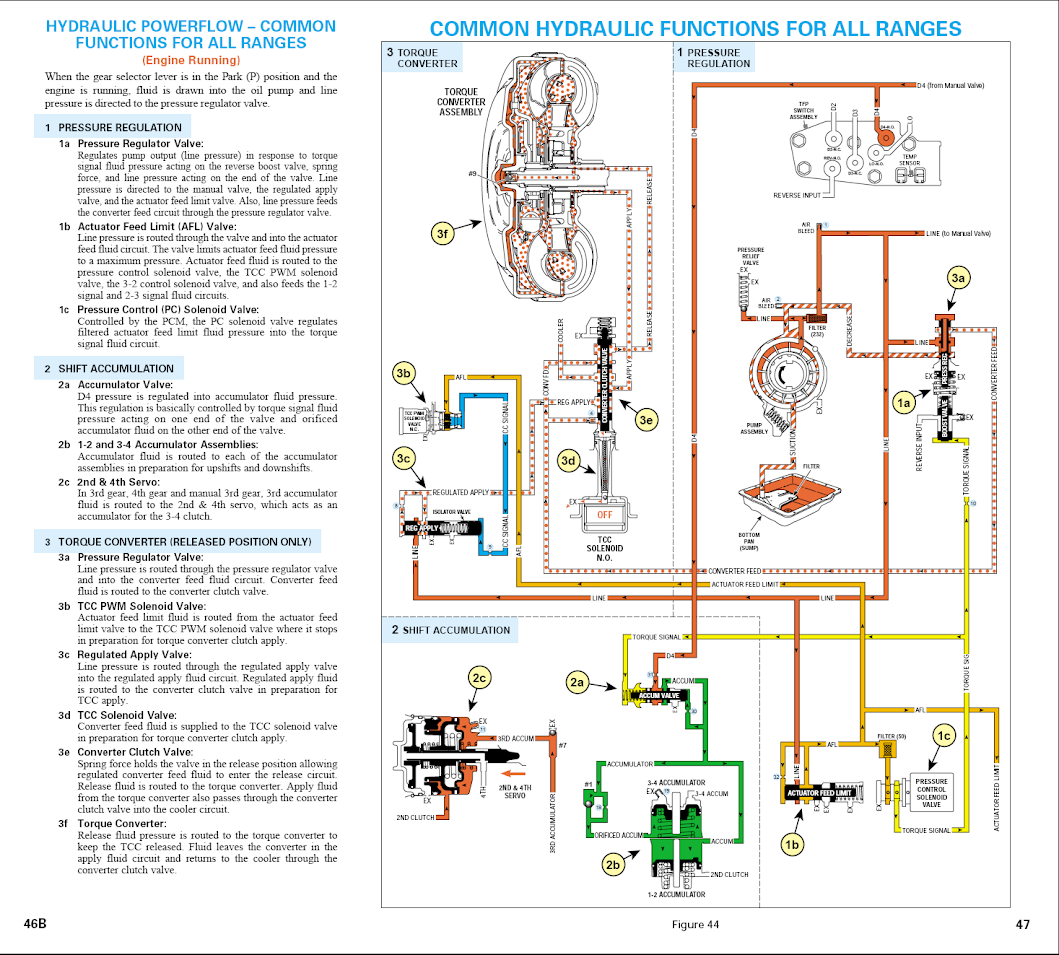 HYDRAULIC POWERFLOW – COMMON
FUNCTIONS FOR ALL RANGES
(Engine Running)
When the gear selector lever is in the Park (P) position and the
engine is running, fluid is drawn into the oil pump and line
pressure is directed to the pressure regulator valve.
1 PRESSURE REGULATION
1a Pressure Regulator Valve:
Regulates pump output (line pressure) in response to torque
signal fluid pressure acting on the reverse boost valve, spring
force, and line pressure acting on the end of the valve. Line
pressure is directed to the manual valve, the regulated apply
valve, and the actuator feed limit valve. Also, line pressure feeds
the converter feed circuit through the pressure regulator valve.
1b Actuator Feed Limit (AFL) Valve:
Line pressure is routed through the valve and into the actuator
feed fluid circuit. The valve limits actuator feed fluid pressure
to a maximum pressure. Actuator feed fluid is routed to the
pressure control solenoid valve, the TCC PWM solenoid
valve, the 3-2 control solenoid valve, and also feeds the 1-2
signal and 2-3 signal fluid circuits.
1c Pressure Control (PC) Solenoid Valve:
Controlled by the PCM, the PC solenoid valve regulates
filtered actuator feed limit fluid pressure into the torque
signal fluid circuit.
2 SHIFT ACCUMULATION
2a Accumulator Valve:
D4 pressure is regulated into accumulator fluid pressure.
This regulation is basically controlled by torque signal fluid
pressure acting on one end of the valve and orificed
accumulator fluid on the other end of the valve.
2b 1-2 and 3-4 Accumulator Assemblies:
Accumulator fluid is routed to each of the accumulator
assemblies in preparation for upshifts and downshifts.
2c 2nd & 4th Servo:
In 3rd gear, 4th gear and manual 3rd gear, 3rd accumulator
fluid is routed to the 2nd & 4th servo, which acts as an
accumulator for the 3-4 clutch.
3 TORQUE CONVERTER (RELEASED POSITION ONLY)
3a Pressure Regulator Valve:
Line pressure is routed through the pressure regulator valve
and into the converter feed fluid circuit. Converter feed
fluid is routed to the converter clutch valve.
3b TCC PWM Solenoid Valve:
Actuator feed limit fluid is routed from the actuator feed
limit valve to the TCC PWM solenoid valve where it stops
in preparation for torque converter clutch apply.
3c Regulated Apply Valve:
Line pressure is routed through the regulated apply valve
into the regulated apply fluid circuit. Regulated apply fluid
is routed to the converter clutch valve in preparation for
TCC apply.
3d TCC Solenoid Valve:
Converter feed fluid is supplied to the TCC solenoid valve
in preparation for torque converter clutch apply.
3e Converter Clutch Valve:
Spring force holds the valve in the release position allowing
regulated converter feed fluid to enter the release circuit.
Release fluid is routed to the torque converter. Apply fluid
from the torque converter also passes through the converter
clutch valve into the cooler circuit.
3f Torque Converter:
Release fluid pressure is routed to the torque converter to
keep the TCC released. Fluid leaves the converter in the
apply fluid circuit and returns to the cooler through the
converter clutch valve.
46B
COMMON HYDRAULIC FUNCTIONS FOR ALL RANGES
3 TORQUE
CONVERTER
TORQUE
CONVERTER
ASSEMBLY
#9
3f
RELEASE
APPLY
RELEASE
APPLY
COOLER
EX
CONV FD
CONVERTER CLUTCH VALVE
REG APPLY
3e
3b
AFL
TCC PWM
SOLENOID
VALVE
N.C.
EX
TCC SIGNAL
3c
REGULATED APPLY
ISOLATOR VALVE
REG APPLY
EX
EX
LINE
TCC SIGNAL
AFL
3d
EX
OFF
TCC
SOLENOID
N.O.
1 PRESSURE
REGULATION
D4 (from Manual Valve)
D4
TFP
SWITCH
ASSEMBLY
D2
D3
D4
LO
TEMP
SENSOR
REVERSE INPUT
AIR
BLEED
LINE (to Manual Valve)
PRESSURE
RELIEF
VALVE
EX
EX
AIR
BLEED
LINE
FILTER
(232)
DECREASE
3a
LINE
PRESS REG
EX
EX
1a
BOOST VALVE
EX
REVERSE INPUT
TORQUE SIGNAL
CONVERTER FEED
PUMP
ASSEMBLY
EX
SUCTION
FILTER
BOTTOM
PAN
(SUMP)
D4
LINE
TORQUE SIGNAL
CONVERTER FEED
ACTUATOR FEED LIMIT
LINE
LINE
2 SHIFT ACCUMULATION
TORQUE SIGNAL
D4
2a
ACCUM
ACCUM VALVE
EX
2c
EX
3RD ACCUM
EX
#7
2ND & 4TH
SERVO
4TH
EX
2ND CLUTCH
3RD ACCUMULATOR
ACCUMULATOR
#1
3-4 ACCUMULATOR
EX
3-4 ACCUM
ORIFICED ACCUM
ACCUM
2b
2ND CLUTCH
1-2 ACCUMULATOR
TORQUE SIG
AFL
AFL
FILTER (50)
1c
LINE
ACTUATOR FEED LIMIT
EX
EX
1b
EX
PRESSURE
CONTROL
SOLENOID
VALVE
TORQUE SIGNAL
ACTUATOR FEED LIMIT
Figure 44
47